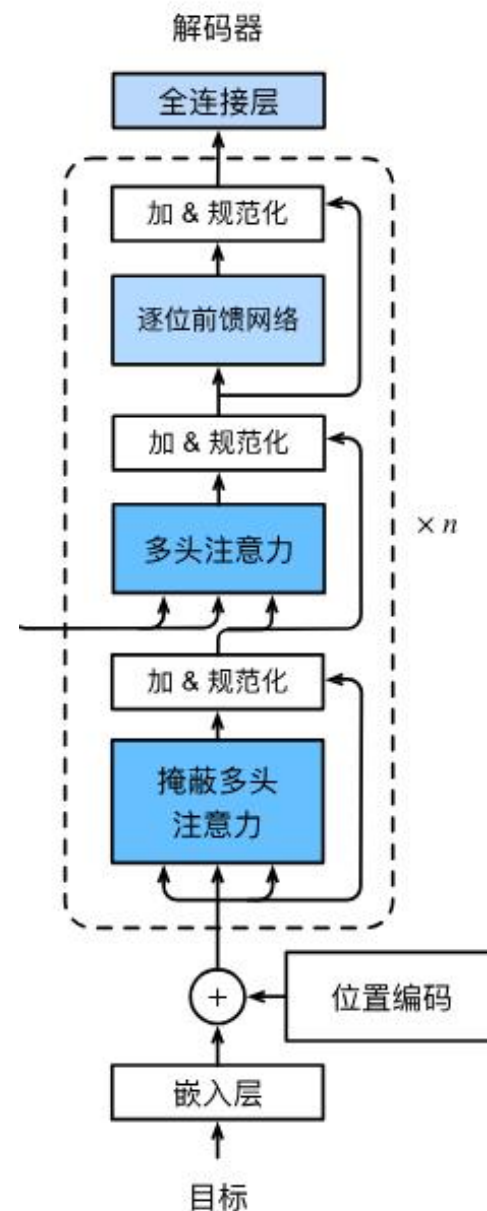 解码器
全连接层
加 & 规范化
逐位前馈网络
加 & 规范化
多头注意力
× n
加 & 规范化
掩蔽多头
注意力
+
位置编码
嵌入层
目标